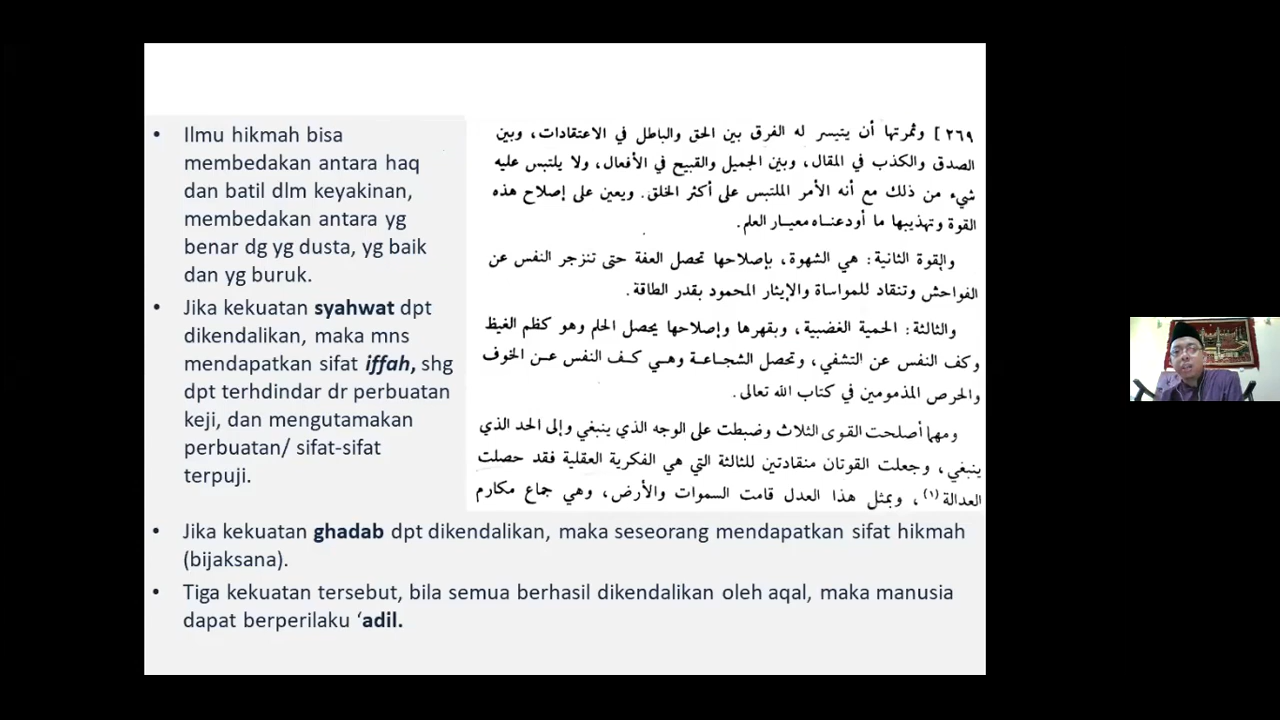 • Ilmu hikmah bisa
membedakan antara haq
dan batil dlm keyakinan,
membedakan antara yg
benar dg yg dusta, yg baik
dan yg buruk.
• Jika kekuatan syahwat dpt
dikendalikan, maka mns
mendapatkan sifat iffah, shg
dpt terhdindar dr perbuatan
keji, dan mengutamakan
perbuatan/ sifat-sifat
terpuji.
٢٦٩ ] وثمرتها أن يتيسر له الفرق بين الحق والباطل في الاعتقادات، وبين
الصدق والكذب في المقال، وبين الجميل والقبيح في الأفعال، ولا يلتبس عليه
شيء من ذلك مع أنه الأمر الملتبس على أكثر الخلق. ويعين على إصلاح هذه
القوة وتهذيبها ما أودعناه معيار العلم.
والقوة الثانية: هي الشهوة، بإصلاحها تحصل العفة حتى تنزجر النفس عن
الفواحش وتنقاد للمواساة والإيثار المحمود بقدر الطاقة.
والثالثة: الحمية الغضبية، وبقهرها وإصلاحها يحصل الحلم وهو كظم الغيظ
وكف النفس عن التشفي، وتحصل الشجاعة وهي كف النفس عن الخوف
والحرص المذمومين في كتاب الله تعالى.
ومهما أصلحت القوى الثلاث وضبطت على الوجه الذي ينبغي وإلى الحد الذي
ينبغي، وجعلت القوتان منقادتين للثالثة التي هي الفكرية العقلية فقد حصلت
العدالة (١)، وبمثل هذا العدل قامت السموات والأرض، وهي جماع مكارم
• Jika kekuatan ghadab dpt dikendalikan, maka seseorang mendapatkan sifat hikmah
(bijaksana).
• Tiga kekuatan tersebut, bila semua berhasil dikendalikan oleh aqal, maka manusia
dapat berperilaku ‘adil.